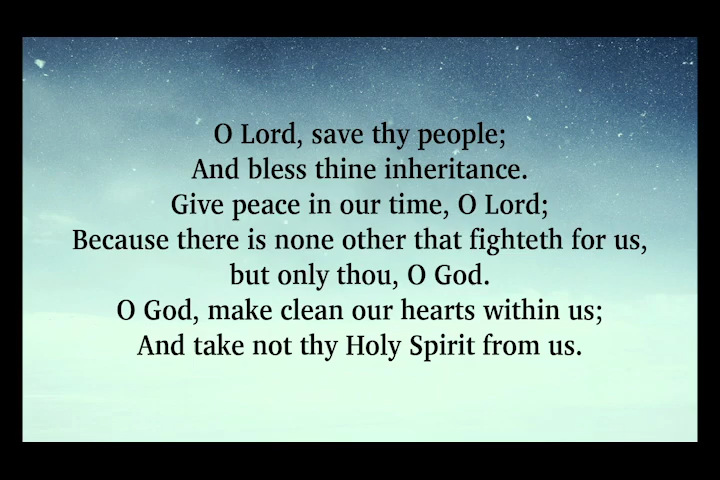 O Lord, save thy people;
And bless thine inheritance.
Give peace in our time, O Lord;
Because there is none other that fighteth for us,
but only thou, O God.
O God, make clean our hearts within us;
And take not thy Holy Spirit from us.